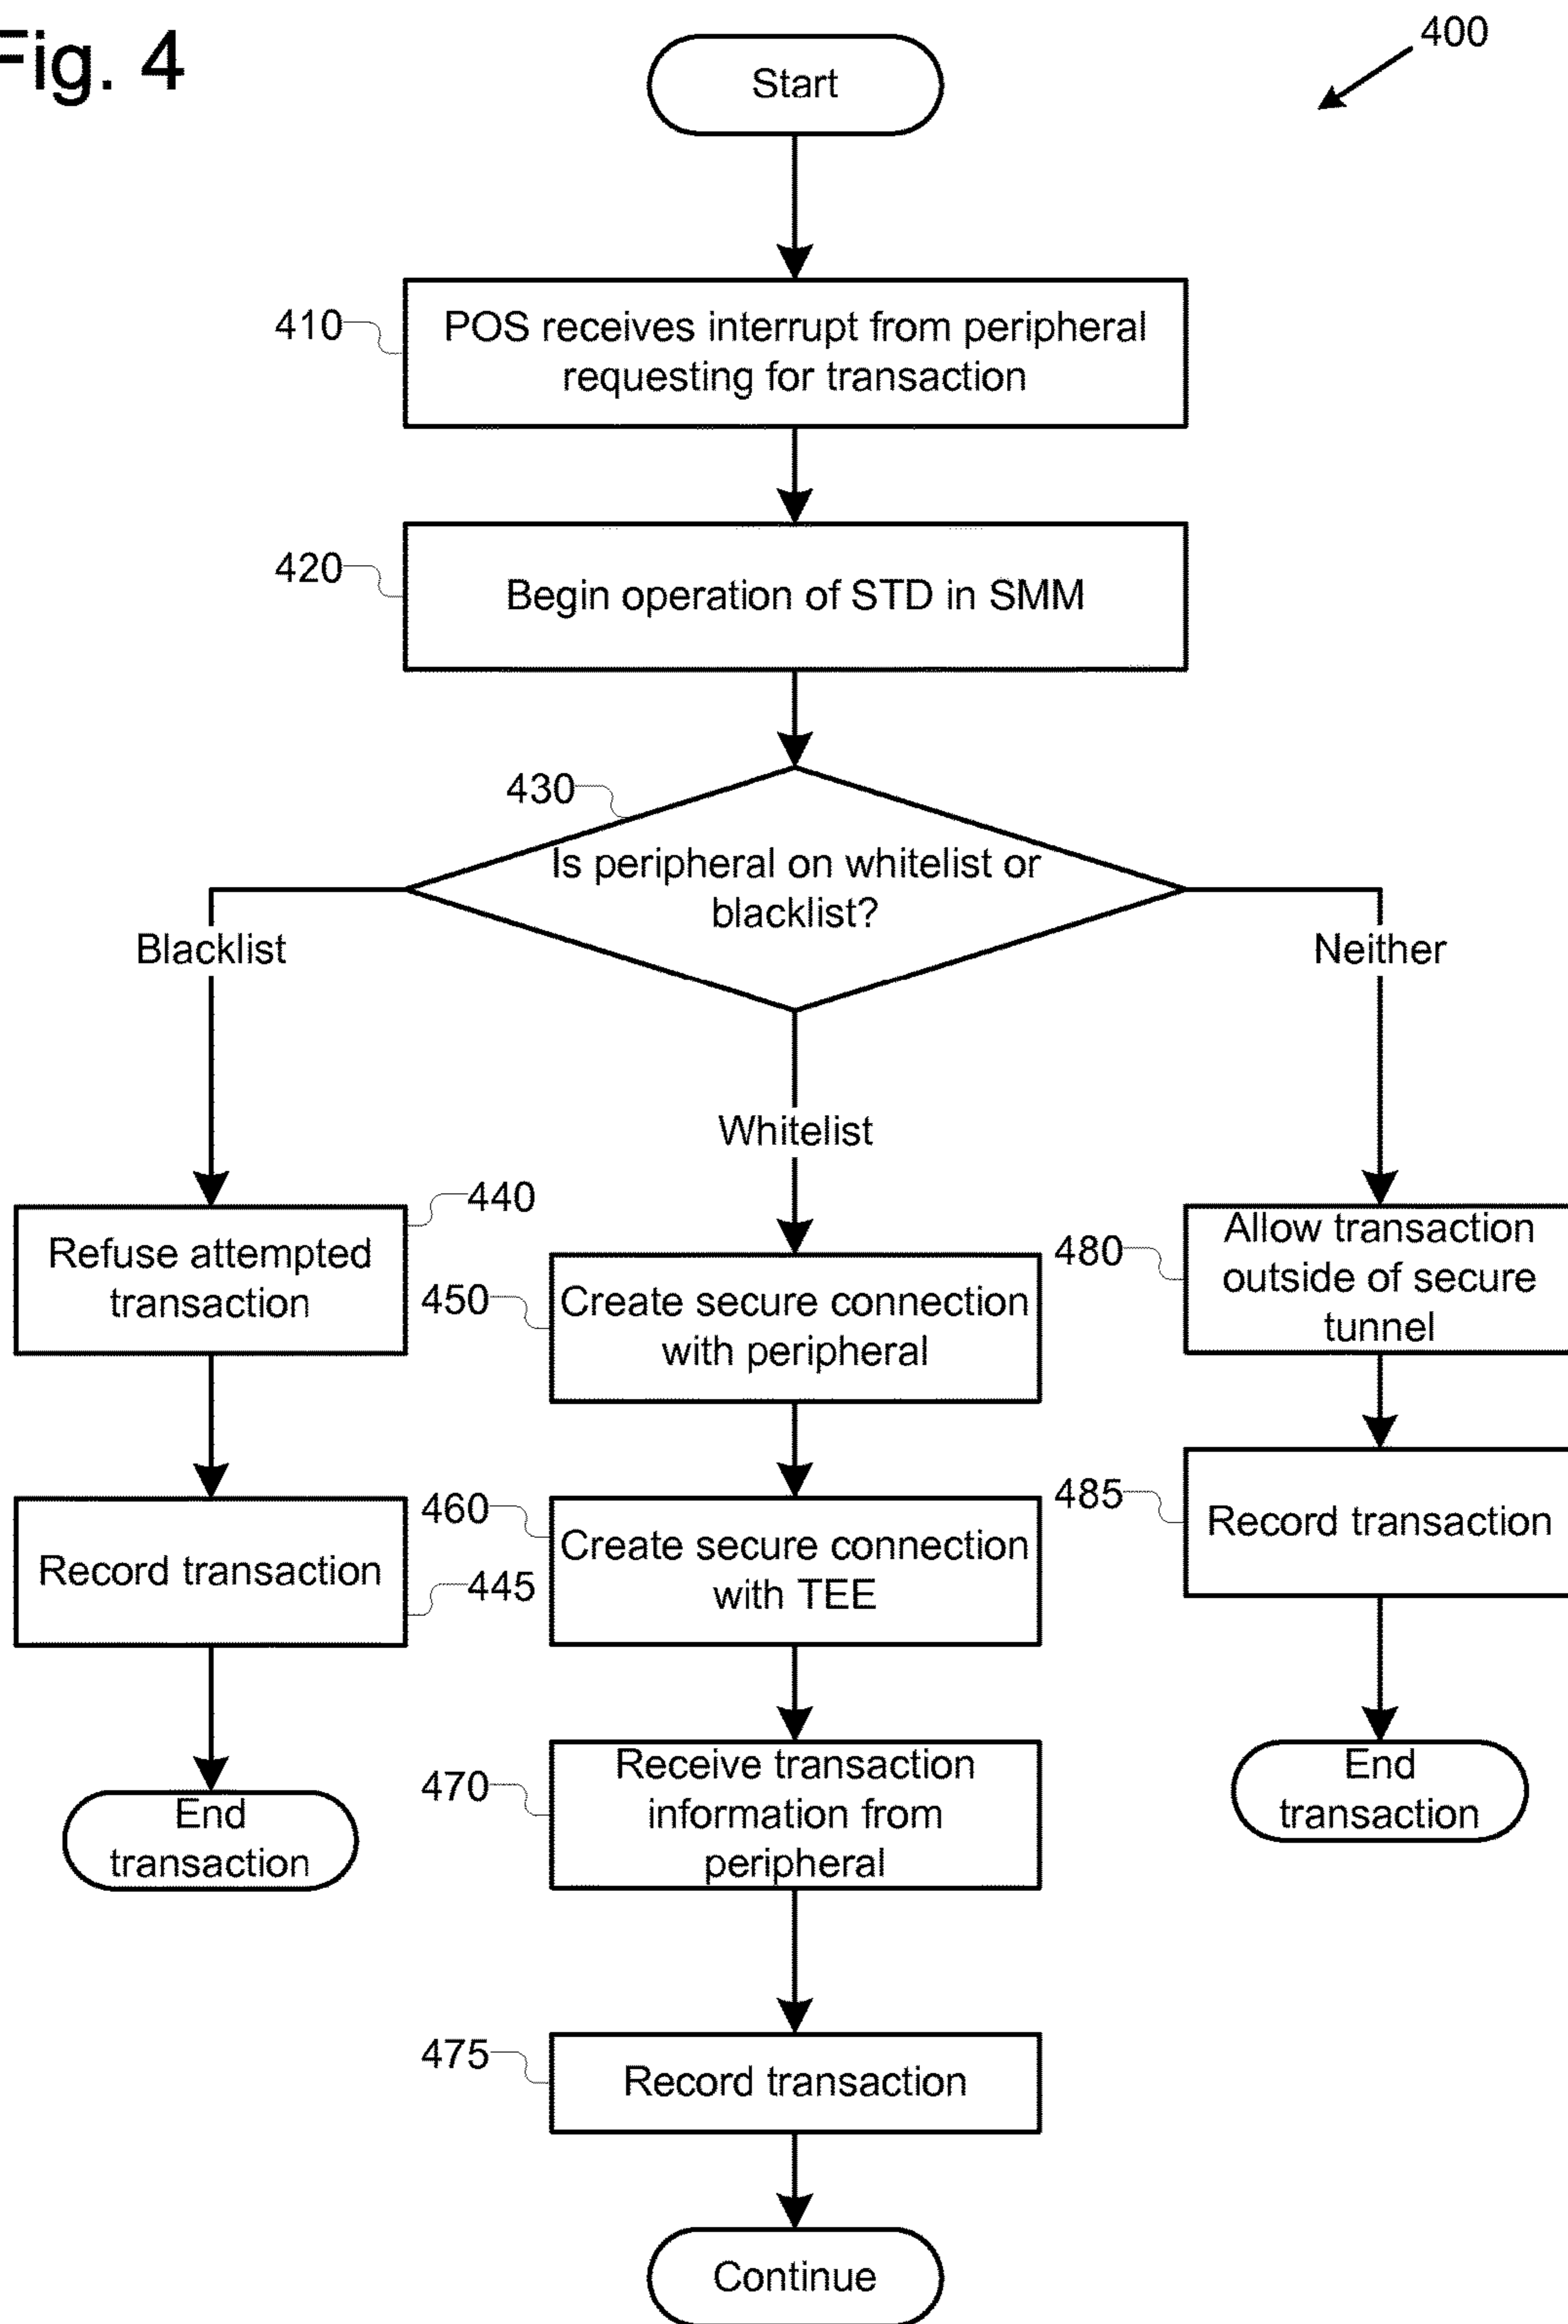 Fig. 4
400
Start
410
POS receives interrupt from peripheral
requesting for transaction
420
Begin operation of STD in SMM
430
Is peripheral on whitelist or
blacklist?
Blacklist
Neither
Whitelist
440
Refuse attempted
transaction
450
Create secure connection
with peripheral
480
Allow transaction
outside of secure
tunnel
445
Record transaction
460
Create secure connection
with TEE
485
Record transaction
End
transaction
470
Receive transaction
information from
peripheral
End
transaction
475
Record transaction
Continue